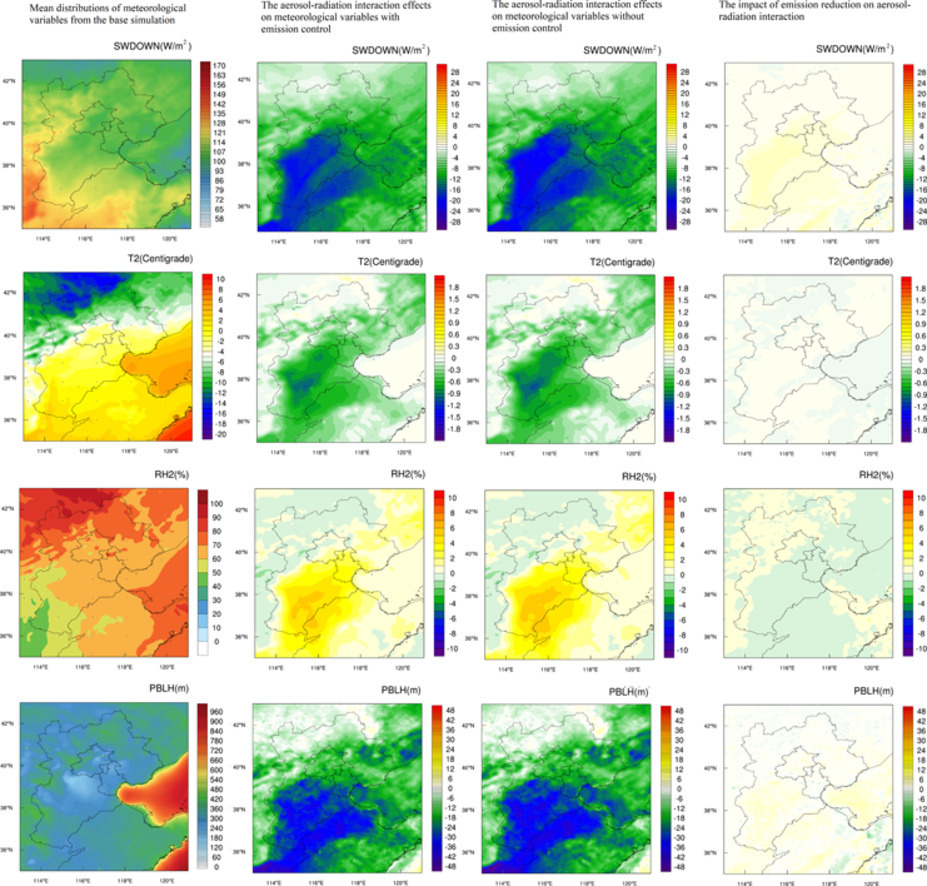 Mean distributions of meteorological
variables from the base simulation
The aerosol-radiation interaction effects
on meteorological variables with
emission control
The aerosol-radiation interaction effects
on meteorological variables without
emission control
The impact of emission reduction on aerosol-
radiation interaction
SWDOWN(W/m²)
SWDOWN(W/m²)
SWDOWN(W/m²)
SWDOWN(W/m²)
42°N
40°N
38°N
36°N
114°E 116°E 118°E 120°E
170
163
156
149
142
135
128
121
114
107
100
93
86
79
72
65
58
42°N
40°N
38°N
36°N
114°E 116°E 118°E 120°E
28
24
20
16
12
8
4
0
-4
-8
-12
-16
-20
-24
-28
42°N
40°N
38°N
36°N
114°E 116°E 118°E 120°E
28
24
20
16
12
8
4
0
-4
-8
-12
-16
-20
-24
-28
42°N
40°N
38°N
36°N
114°E 116°E 118°E 120°E
28
24
20
16
12
8
4
0
-4
-8
-12
-16
-20
-24
-28
T2(Centigrade)
T2(Centigrade)
T2(Centigrade)
T2(Centigrade)
42°N
40°N
38°N
36°N
114°E 116°E 118°E 120°E
10
8
6
4
2
0
-2
-4
-6
-8
-10
-12
-14
-16
-18
-20
42°N
40°N
38°N
36°N
114°E 116°E 118°E 120°E
1.8
1.5
1.2
0.9
0.6
0.3
0
-0.3
-0.6
-0.9
-1.2
-1.5
-1.8
42°N
40°N
38°N
36°N
114°E 116°E 118°E 120°E
1.8
1.5
1.2
0.9
0.6
0.3
0
-0.3
-0.6
-0.9
-1.2
-1.5
-1.8
42°N
40°N
38°N
36°N
114°E 116°E 118°E 120°E
1.8
1.5
1.2
0.9
0.6
0.3
0
-0.3
-0.6
-0.9
-1.2
-1.5
-1.8
RH2(%)
RH2(%)
RH2(%)
RH2(%)
42°N
40°N
38°N
36°N
114°E 116°E 118°E 120°E
100
90
80
70
60
50
40
30
20
10
0
42°N
40°N
38°N
36°N
114°E 116°E 118°E 120°E
10
8
6
4
2
0
-2
-4
-6
-8
-10
42°N
40°N
38°N
36°N
114°E 116°E 118°E 120°E
10
8
6
4
2
0
-2
-4
-6
-8
-10
42°N
40°N
38°N
36°N
114°E 116°E 118°E 120°E
10
8
6
4
2
0
-2
-4
-6
-8
-10
PBLH(m)
PBLH(m)
PBLH(m)
PBLH(m)
42°N
40°N
38°N
36°N
114°E 116°E 118°E 120°E
960
900
840
780
720
660
600
540
480
420
360
300
240
180
120
60
0
42°N
40°N
38°N
36°N
114°E 116°E 118°E 120°E
48
42
36
30
24
18
12
6
0
-6
-12
-18
-24
-30
-36
-42
-48
42°N
40°N
38°N
36°N
114°E 116°E 118°E 120°E
48
42
36
30
24
18
12
6
0
-6
-12
-18
-24
-30
-36
-42
-48
42°N
40°N
38°N
36°N
114°E 116°E 118°E 120°E
48
42
36
30
24
18
12
6
0
-6
-12
-18
-24
-30
-36
-42
-48